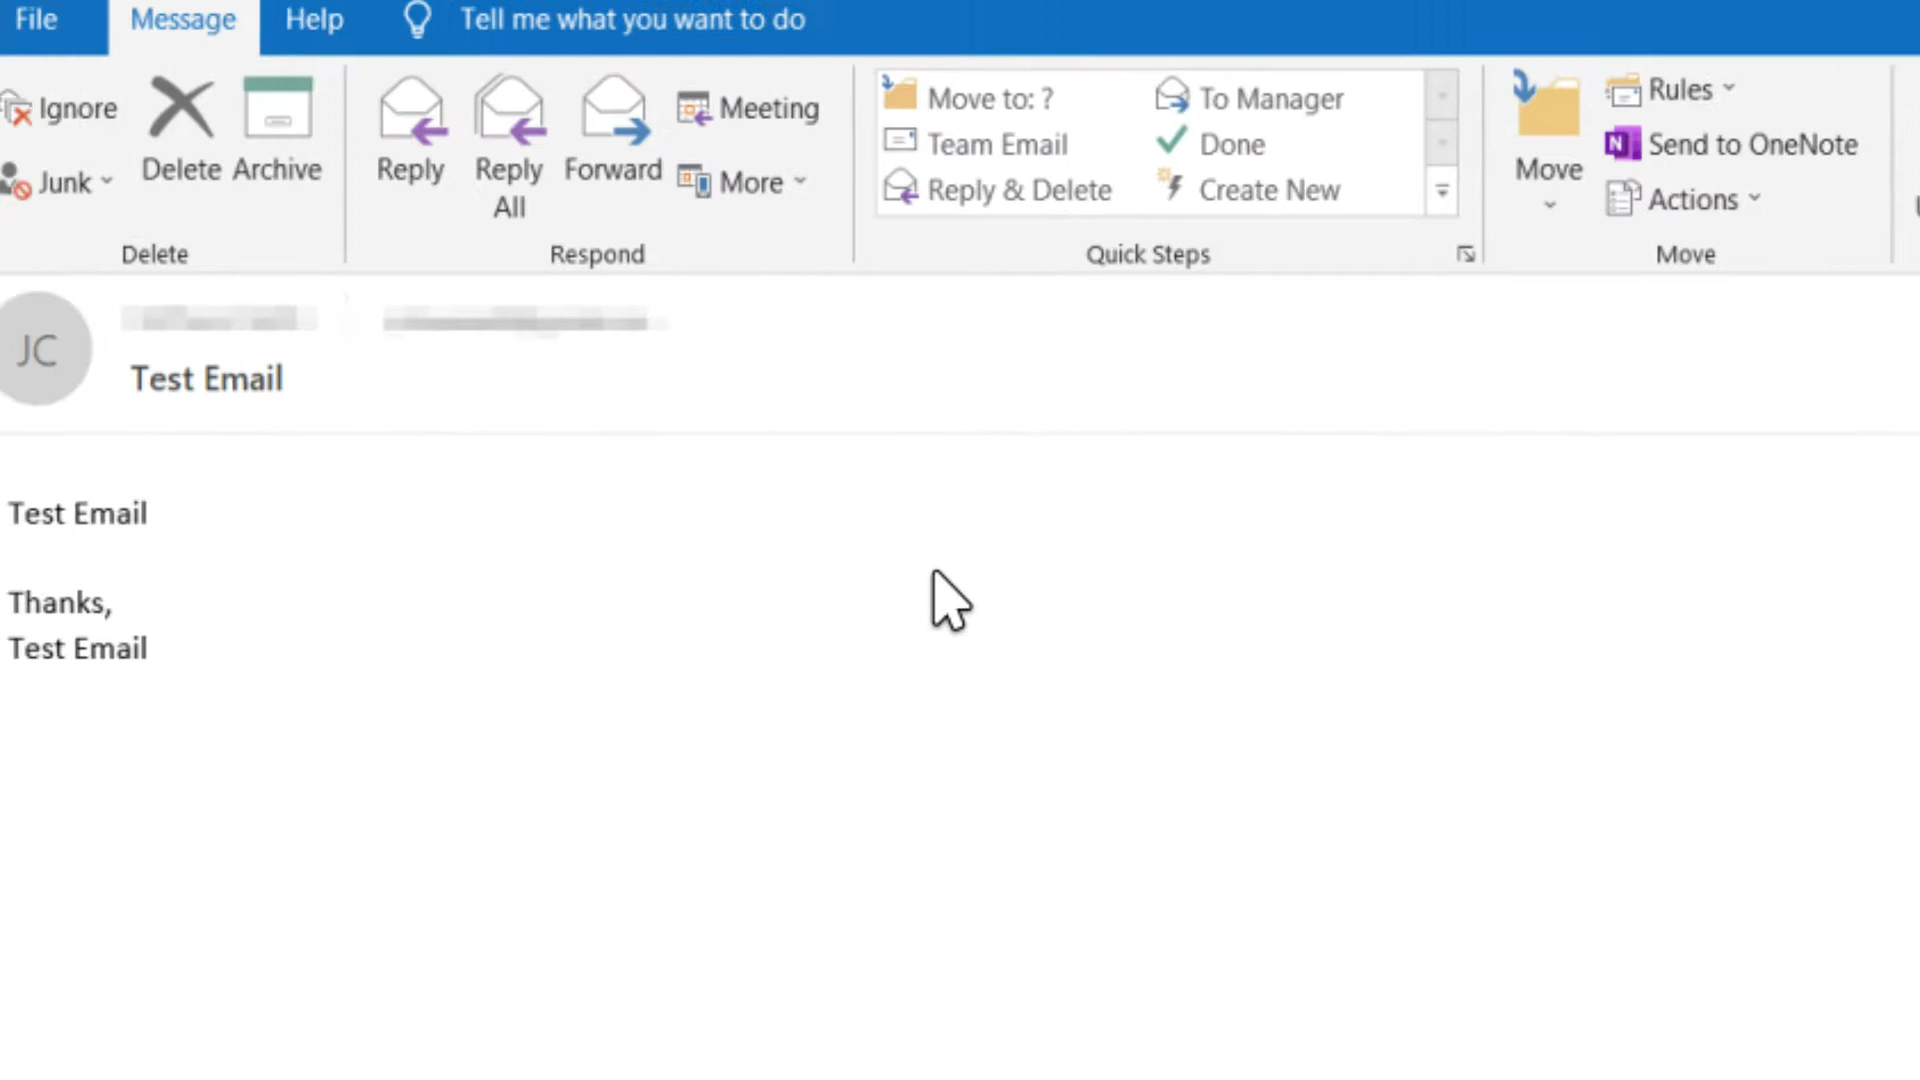 File Message Help Tell me what you want to do
Ignore
Junk
Delete
Archive
Delete
Reply
Reply
All
Forward
Meeting
More
Respond
Move to: ?
Team Email
Reply & Delete
To Manager
Done
Create New
Quick Steps
Move
Rules
Send to OneNote
Actions
Move
JC
Test Email
Test Email
Thanks,
Test Email